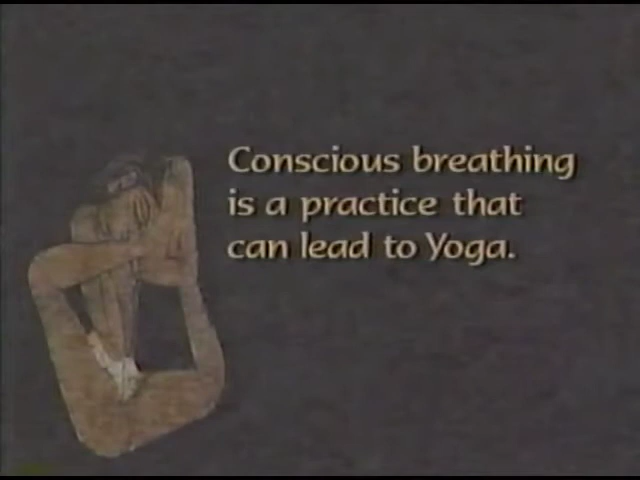 Conscious breathing
is a practice that
can lead to Yoga.